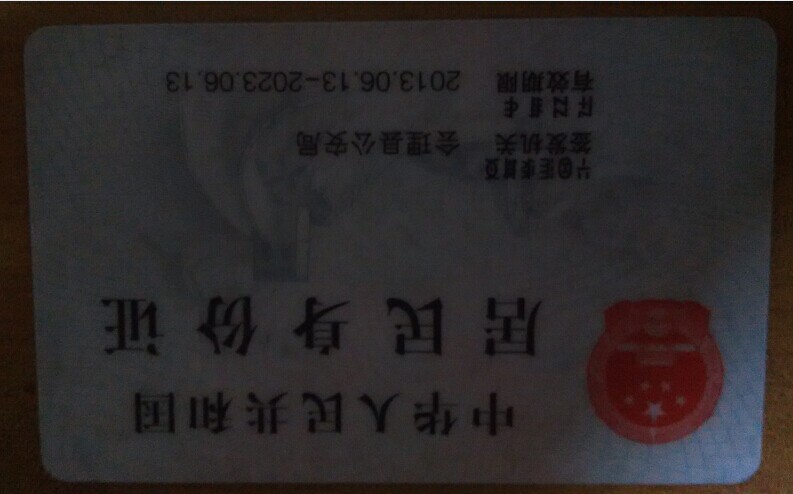 中华人民共和国
居民身份证
签发机关 会理县公安局
有效期限 2013.06.13-2023.06.13